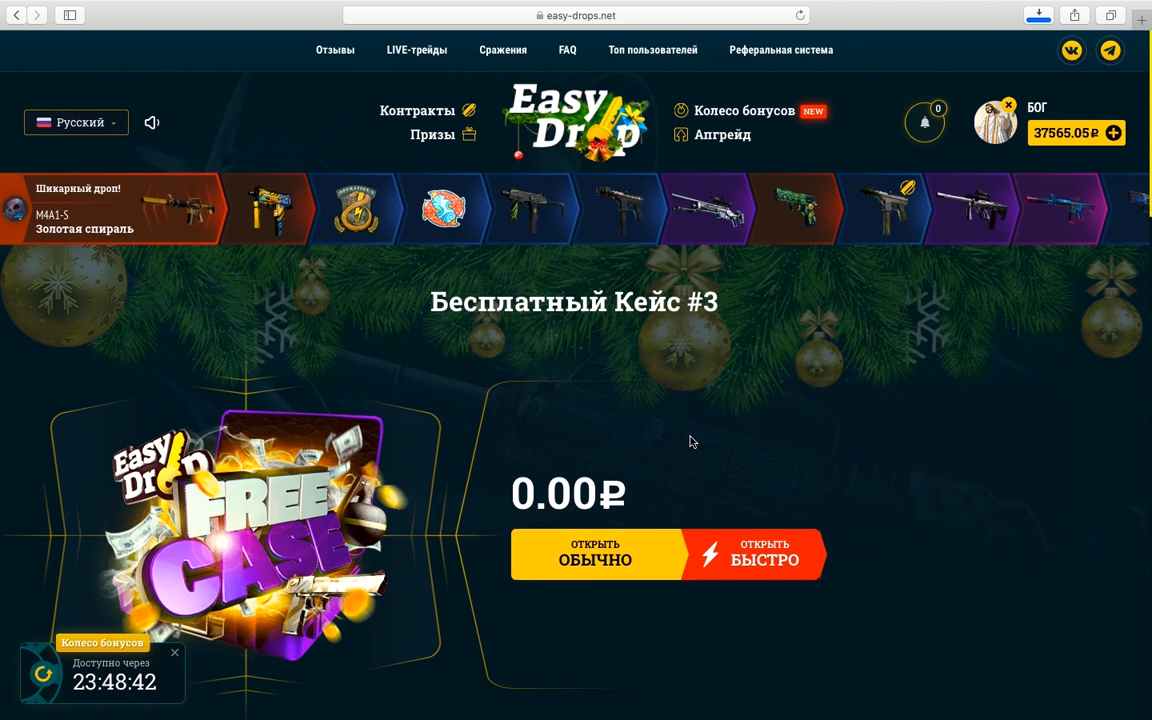 easy-drops.net
Отзывы LIVE-трейды Сражения FAQ Топ пользователей Реферальная система
Русский
Контракты
Призы
Easy
Drop
Колесо бонусов NEW
Апгрейд
0
БОГ
37565.05₽
Шикарный дроп!
M4A1-S
Золотая спираль
Бесплатный Кейс #3
Easy
Drop
FREE
CASE
0.00₽
ОТКРЫТЬ
ОБЫЧНО
ОТКРЫТЬ
БЫСТРО
Колесо бонусов
Доступно через
23:48:42